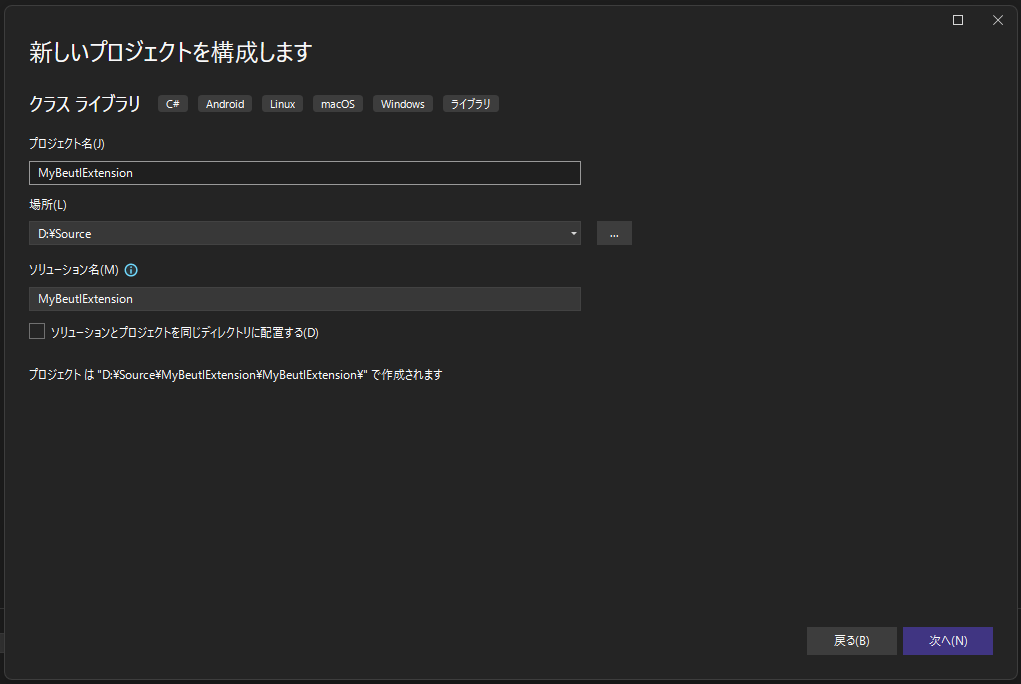 新しいプロジェクトを構成します
クラス ライブラリ C# Android Linux macOS Windows ライブラリ
プロジェクト名(J)
MyBeutlExtension
場所(L)
D:¥Source ...
ソリューション名(M)
MyBeutlExtension
ソリューションとプロジェクトを同じディレクトリに配置する(D)
プロジェクト は "D:¥Source¥MyBeutlExtension¥MyBeutlExtension¥" で作成されます
戻る(B) 次へ(N)